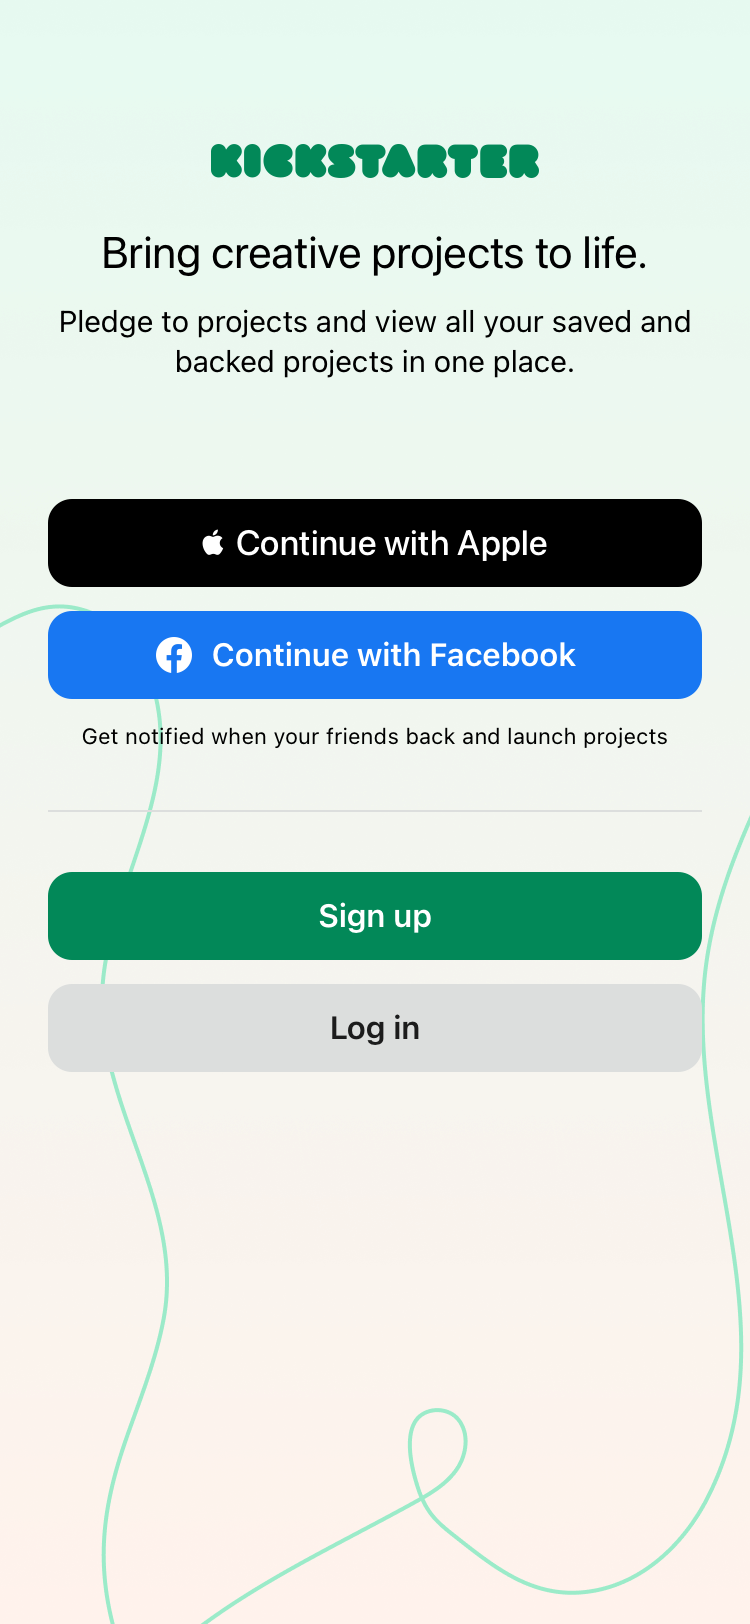 KICKSTARTER
Bring creative projects to life.
Pledge to projects and view all your saved and
backed projects in one place.
Continue with Apple
Continue with Facebook
Get notified when your friends back and launch projects
Sign up
Log in